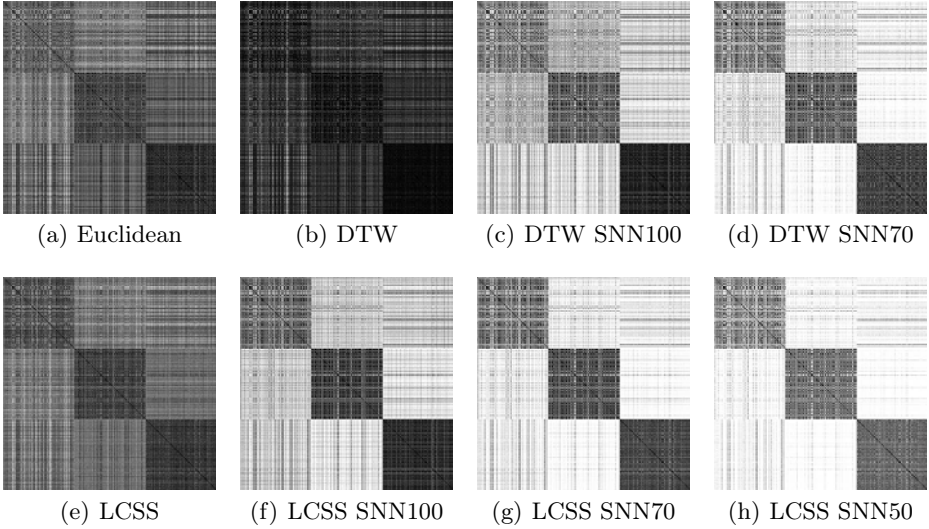 (a) Euclidean
(b) DTW
(c) DTW SNN100
(d) DTW SNN70
(e) LCSS
(f) LCSS SNN100
(g) LCSS SNN70
(h) LCSS SNN50